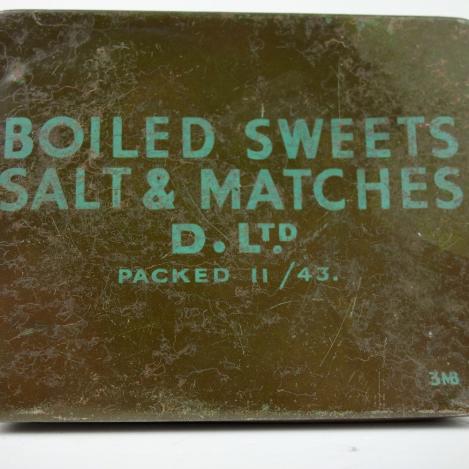 BOILED SWEETS
SALT & MATCHES
D. LTD
PACKED 11/43.
3MB